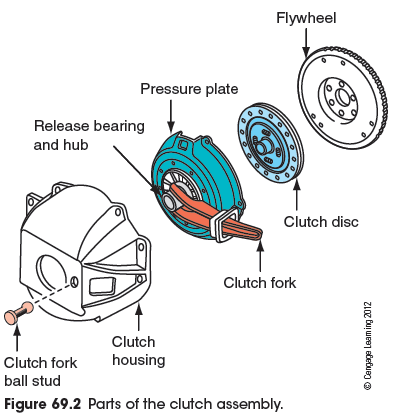 Flywheel
Pressure plate
Release bearing
and hub
Clutch disc
Clutch fork
Clutch
housing
Clutch fork
ball stud
© Cengage Learning 2012
Figure 69.2 Parts of the clutch assembly.